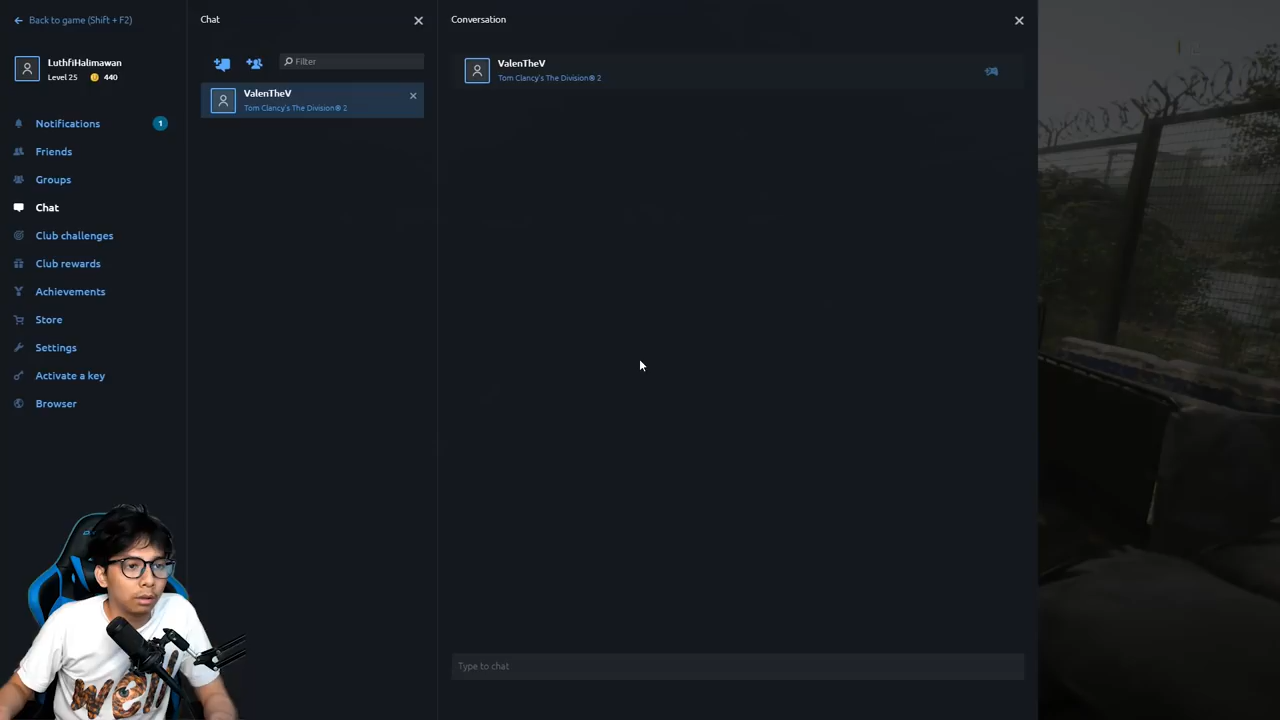 Back to game (Shift + F2)
LuthfiHalimawan
Level 25 440
Notifications 1
Friends
Groups
Chat
Club challenges
Club rewards
Achievements
Store
Settings
Activate a key
Browser
Chat
Filter
ValenTheV
Tom Clancy's The Division® 2
Conversation
ValenTheV
Tom Clancy's The Division® 2
Type to chat